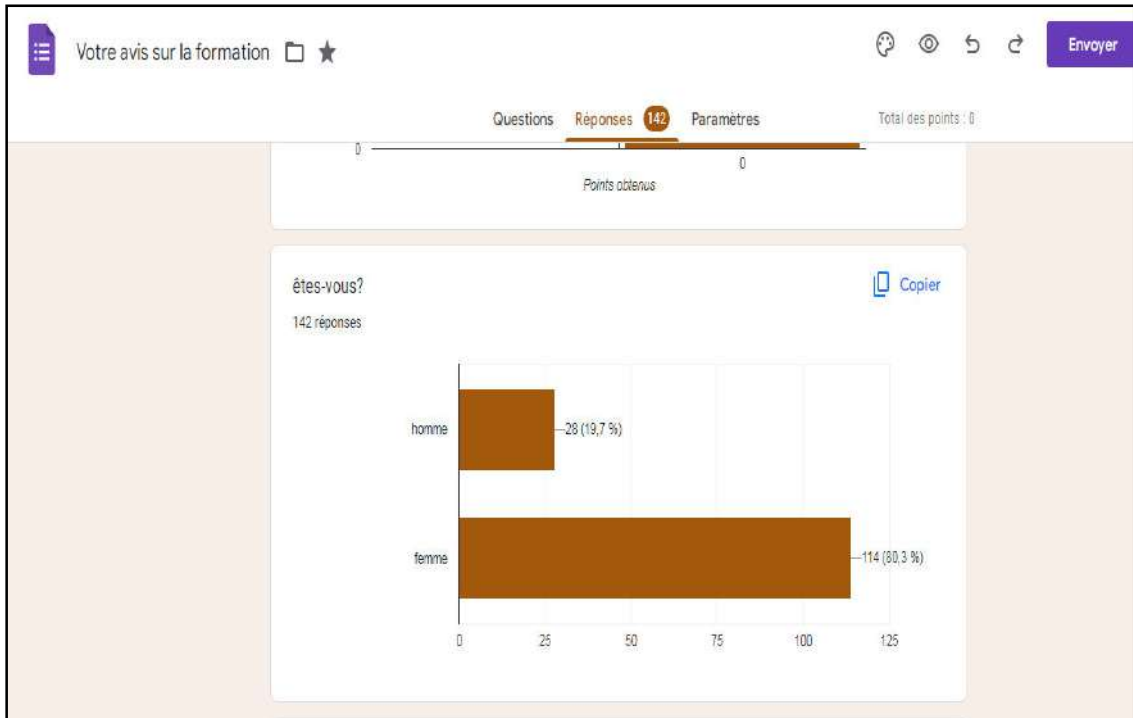 Votre avis sur la formation
Envoyer
Questions Réponses 142 Paramètres Total des points : 0
0
0
Points obtenus
êtes-vous?
Copier
142 réponses
homme
28 (19,7 %)
femme
114 (80,3 %)
0 25 50 75 100 125